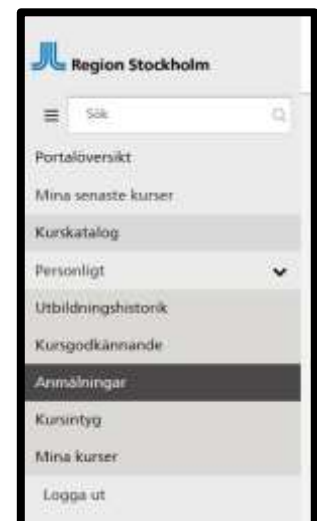 Region Stockholm
Sök
Portalöversikt
Mina senaste kurser
Kurskatalog
Personligt
Utbildningshistorik
Kursgodkännande
Anmälningar
Kursintyg
Mina kurser
Logga ut